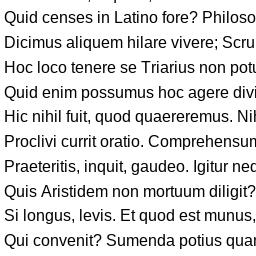 Quid censes in Latino fore? Philoso
Dicimus aliquem hilare vivere; Scru
Hoc loco tenere se Triarius non potu
Quid enim possumus hoc agere divi
Hic nihil fuit, quod quaereremus. Nih
Proclivi currit oratio. Comprehensum
Praeteritis, inquit, gaudeo. Igitur nec
Quis Aristidem non mortuum diligit?
Si longus, levis. Et quod est munus,
Qui convenit? Sumenda potius quam